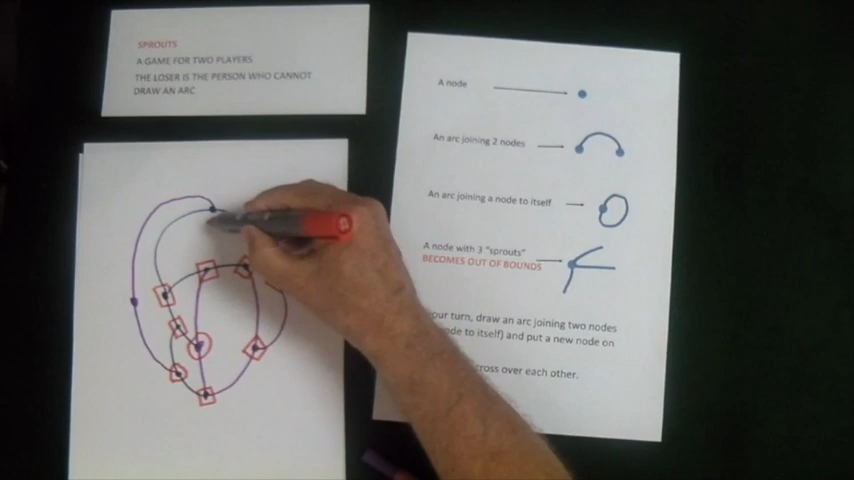 SPROUTS
A GAME FOR TWO PLAYERS
THE LOSER IS THE PERSON WHO CANNOT
DRAW AN ARC
A node
An arc joining 2 nodes
An arc joining a node to itself
A node with 3 "sprouts"
BECOMES OUT OF BOUNDS
our turn, draw an arc joining two nodes
node to itself) and put a new node on
cross over each other.